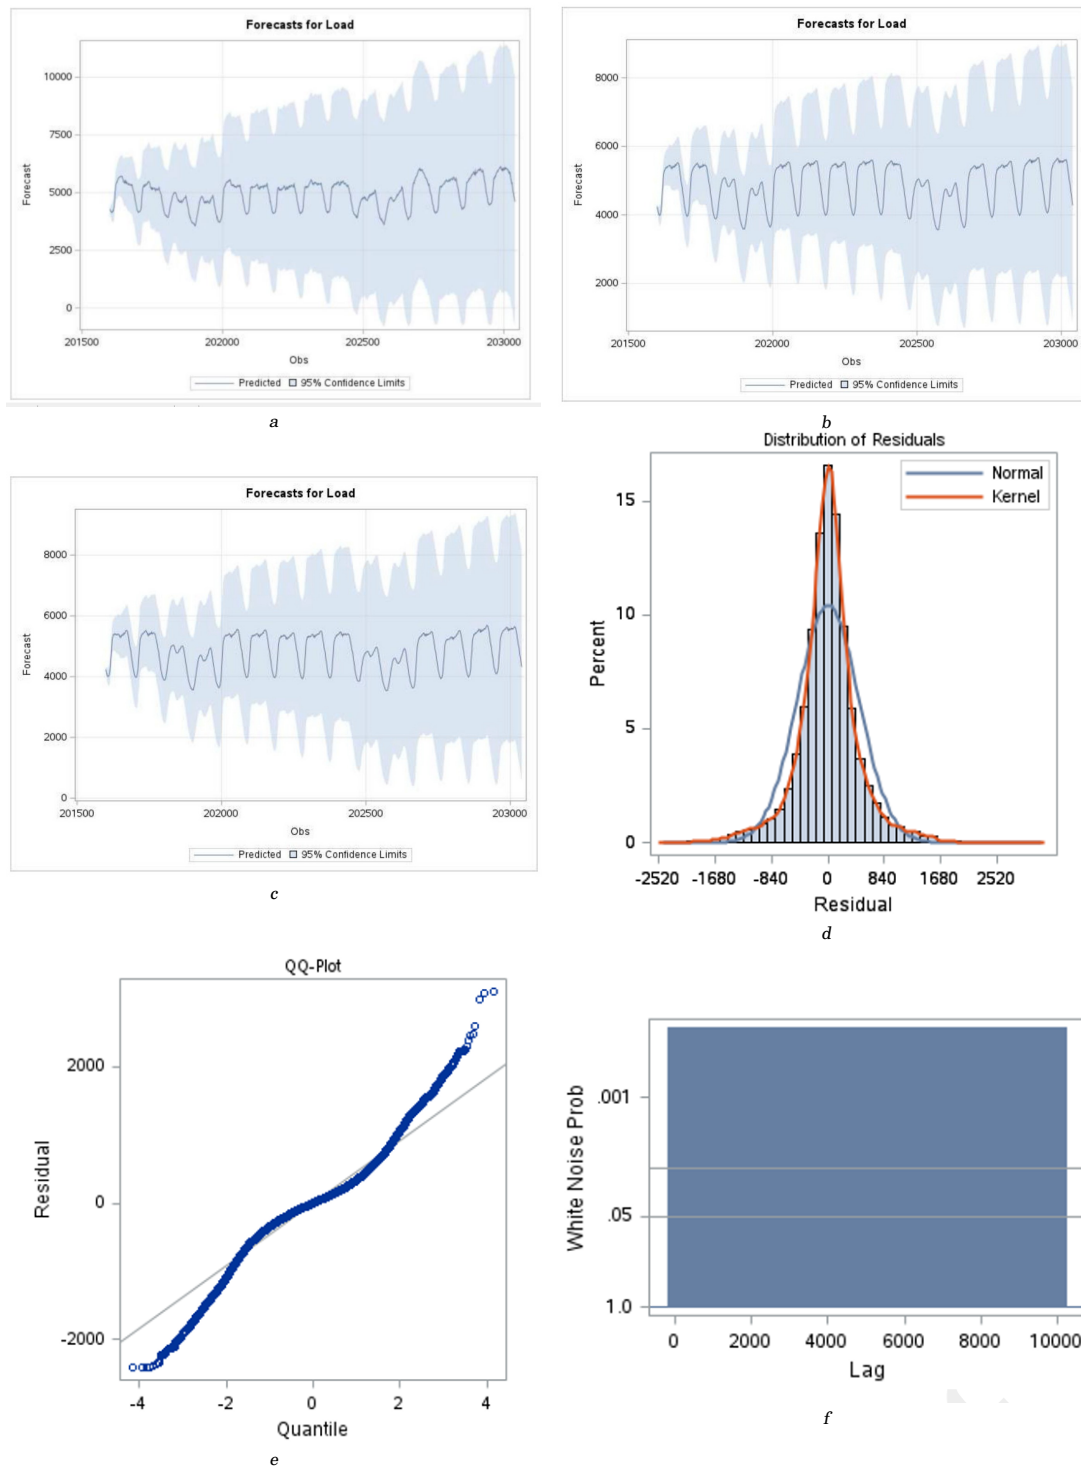 Forecasts for Load
10000
7500
5000
2500
0
Forecast
201500 202000 202500 203000
Obs
Predicted 95% Confidence Limits
a
Forecasts for Load
8000
6000
4000
2000
Forecast
201500 202000 202500 203000
Obs
Predicted 95% Confidence Limits
b
Forecasts for Load
8000
6000
4000
2000
0
Forecast
201500 202000 202500 203000
Obs
Predicted 95% Confidence Limits
c
Distribution of Residuals
Normal
Kernel
15
10
5
0
Percent
-2520 -1680 -840 0 840 1680 2520
Residual
d
QQ-Plot
2000
0
-2000
Residual
-4 -2 0 2 4
Quantile
e
.001
.05
1.0
White Noise Prob
0 2000 4000 6000 8000 10000
Lag
f